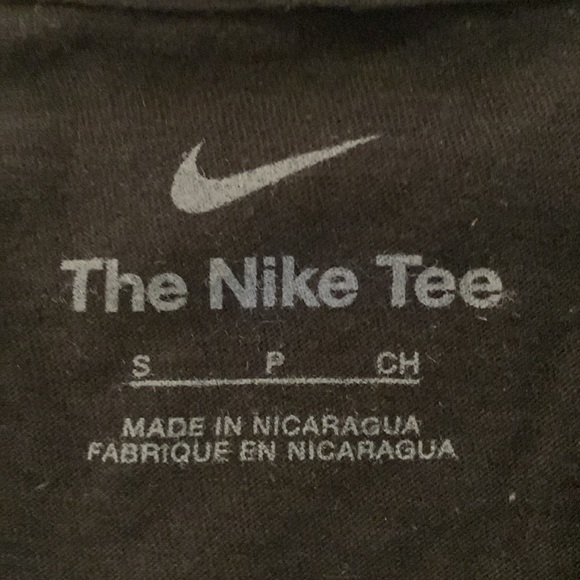 The Nike Tee
S P CH
MADE IN NICARAGUA
FABRIQUE EN NICARAGUA